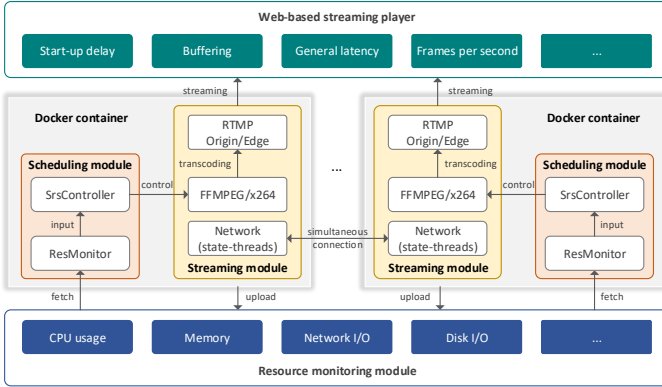 Web-based streaming player
Start-up delay
Buffering
General latency
Frames per second
...
streaming
streaming
Docker container
Docker container
RTMP
Origin/Edge
RTMP
Origin/Edge
...
Scheduling module
transcoding
transcoding
Scheduling module
SrsController
control
FFMPEG/x264
FFMPEG/x264
control
SrsController
input
input
Network
(state-threads)
simultaneous
connection
Network
(state-threads)
ResMonitor
ResMonitor
Streaming module
Streaming module
fetch
upload
upload
fetch
CPU usage
Memory
Network I/O
Disk I/O
...
Resource monitoring module